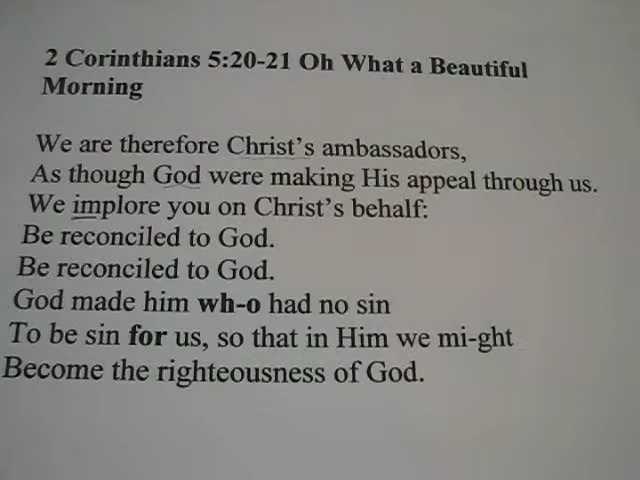 2 Corinthians 5:20-21 Oh What a Beautiful
Morning
We are therefore Christ's ambassadors,
As though God were making His appeal through us.
We implore you on Christ's behalf:
Be reconciled to God.
Be reconciled to God.
God made him wh-o had no sin
To be sin for us, so that in Him we mi-ght
Become the righteousness of God.